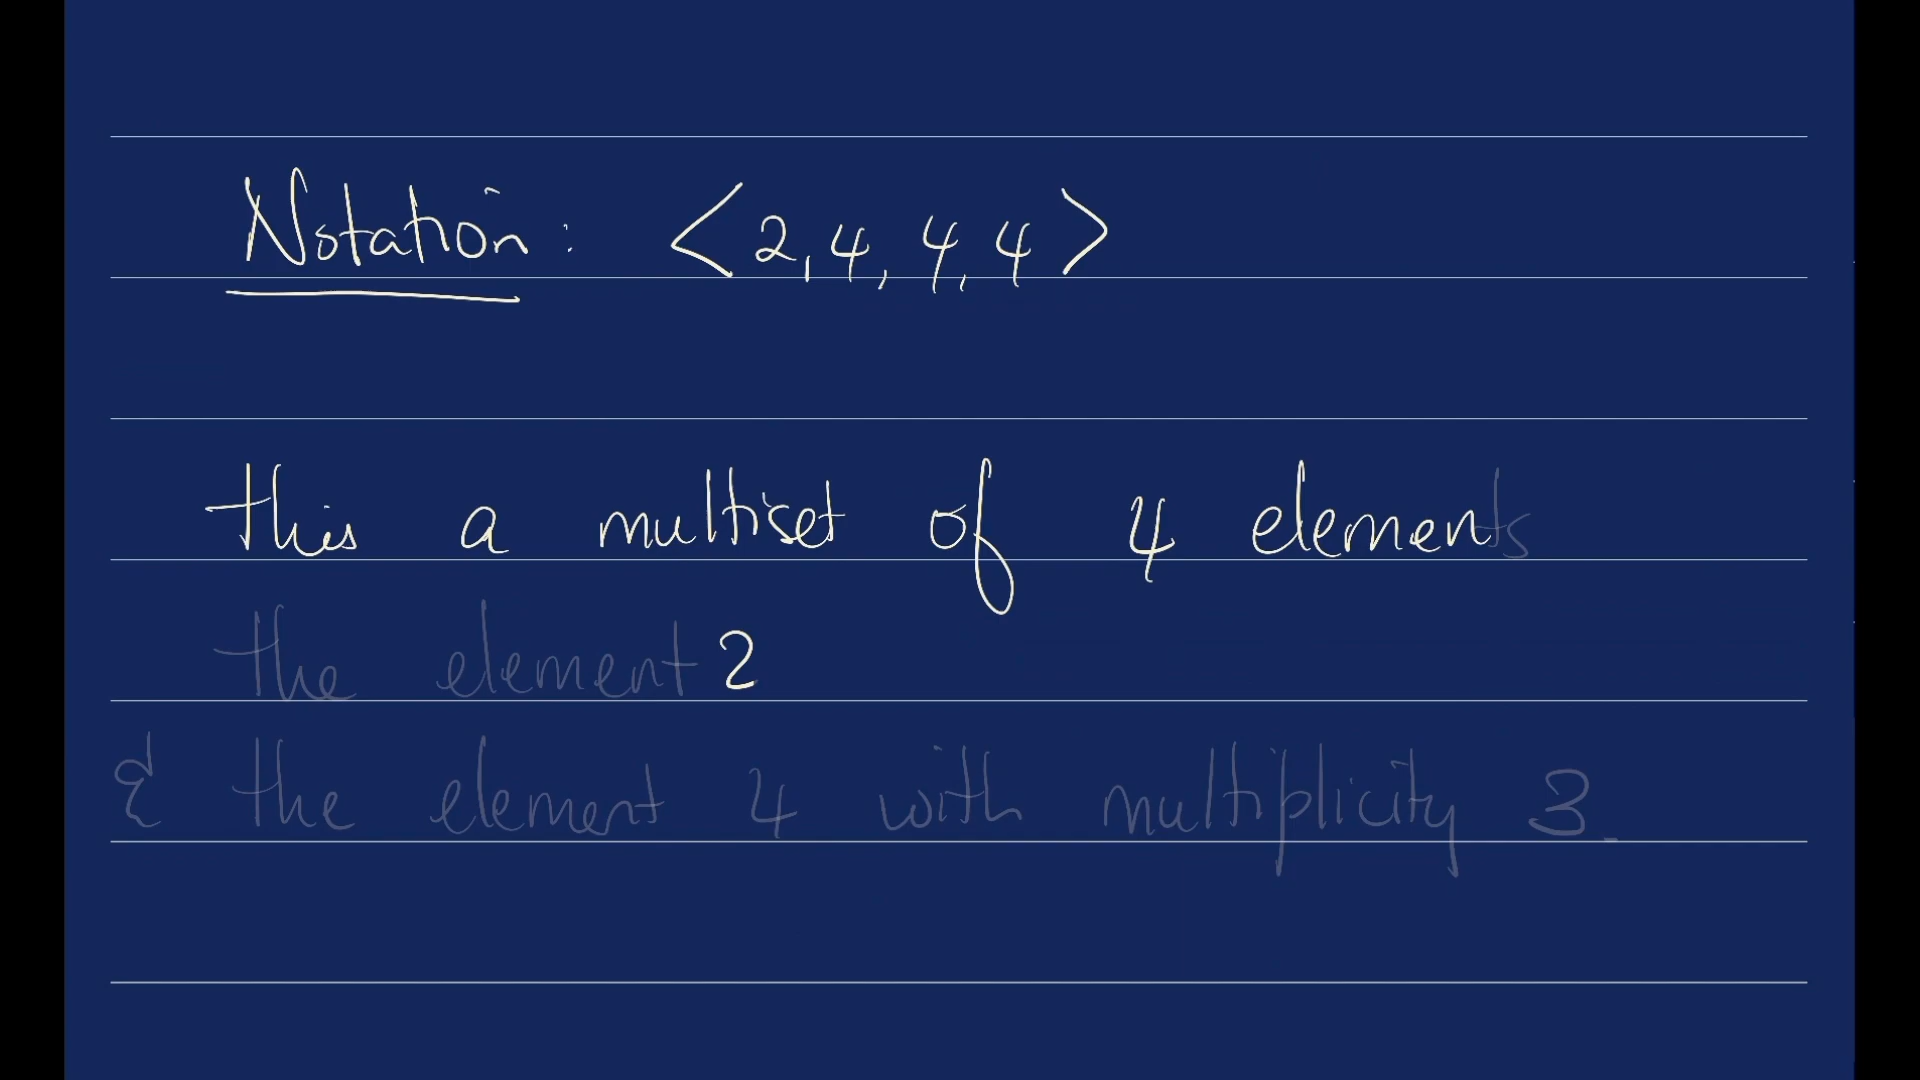 Notation: <2,4,4,4>
this a multiset of 4 elements
the element 2
& the element 4 with multiplicity 3.